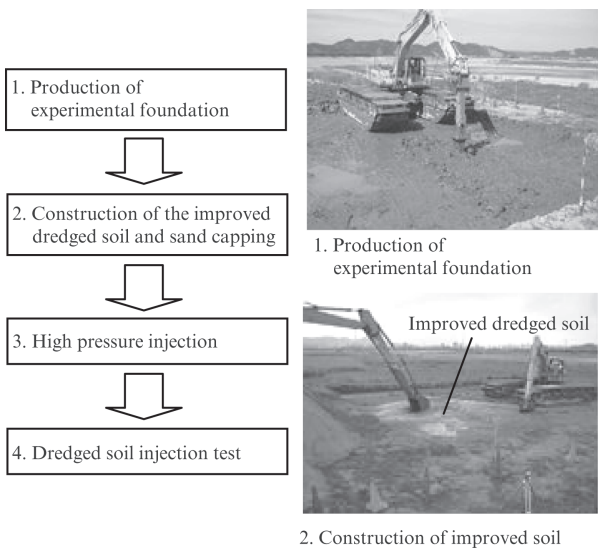 1. Production of
experimental foundation
2. Construction of the improved
dredged soil and sand capping
3. High pressure injection
4. Dredged soil injection test
1. Production of
experimental foundation
Improved dredged soil
2. Construction of improved soil